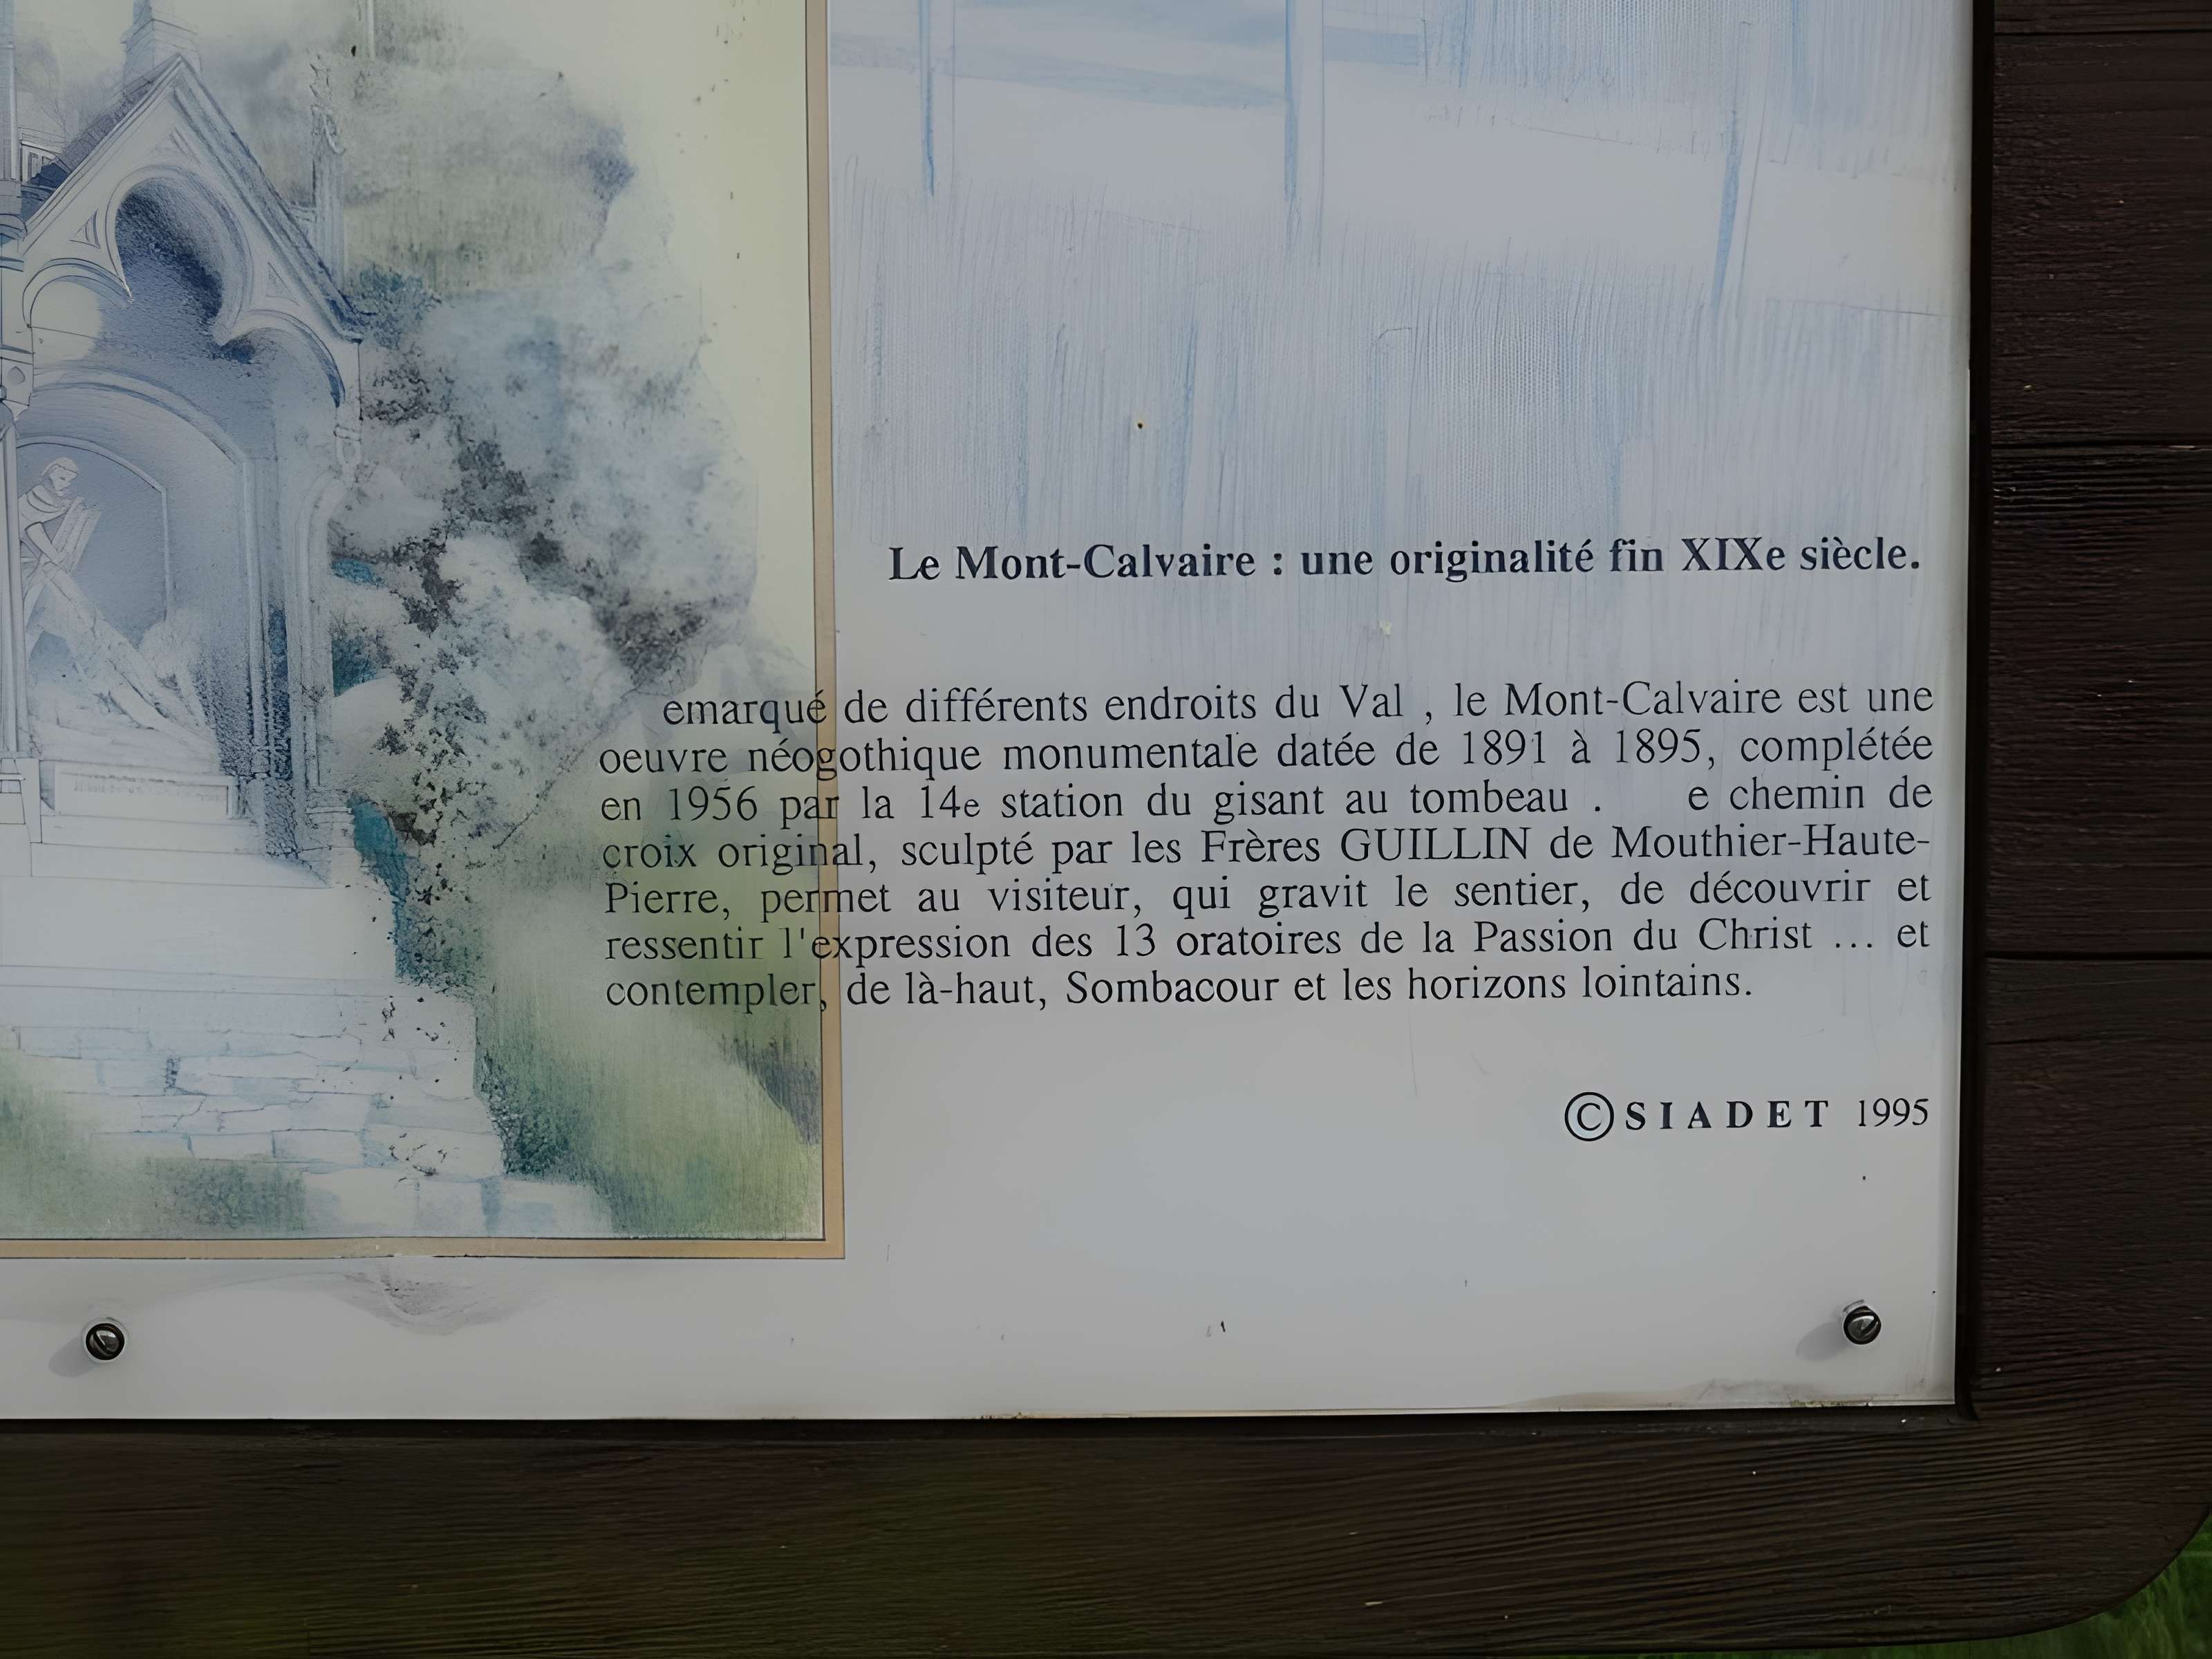 Le Mont-Calvaire : une originalité fin XIXe siècle.
emarqué de différents endroits du Val , le Mont-Calvaire est une
oeuvre néogothique monumentale datée de 1891 à 1895, complétée
en 1956 par la 14e station du gisant au tombeau . e chemin de
croix original, sculpté par les Frères GUILLIN de Mouthier-Haute-
Pierre, permet au visiteur, qui gravit le sentier, de découvrir et
ressentir l'expression des 13 oratoires de la Passion du Christ ... et
contempler, de là-haut, Sombacour et les horizons lointains.
©SIADET 1995